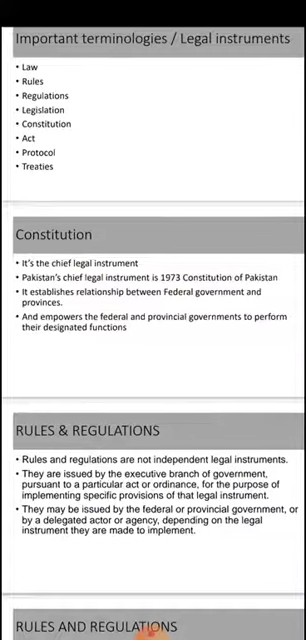 Important terminologies / Legal instruments
• Law
• Rules
• Regulations
• Legislation
• Constitution
• Act
• Protocol
• Treaties
Constitution
• It's the chief legal instrument
• Pakistan's chief legal instrument is 1973 Constitution of Pakistan
• It establishes relationship between Federal government and
provinces.
• And empowers the federal and provincial governments to perform
their designated functions
RULES & REGULATIONS
• Rules and regulations are not independent legal instruments.
• They are issued by the executive branch of government,
pursuant to a particular act or ordinance, for the purpose of
implementing specific provisions of that legal instrument.
• They may be issued by the federal or provincial government, or
by a delegated actor or agency, depending on the legal
instrument they are made to implement.
RULES AND REGULATIONS